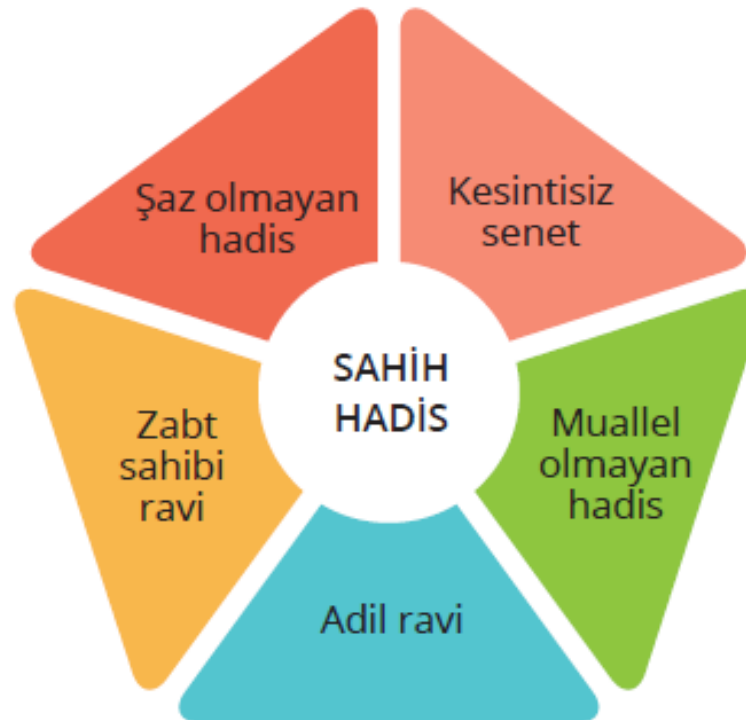 Şaz olmayan
hadis
Kesintisiz
senet
SAHİH
HADİS
Zabt
sahibi
ravi
Muallel
olmayan
hadis
Adil ravi